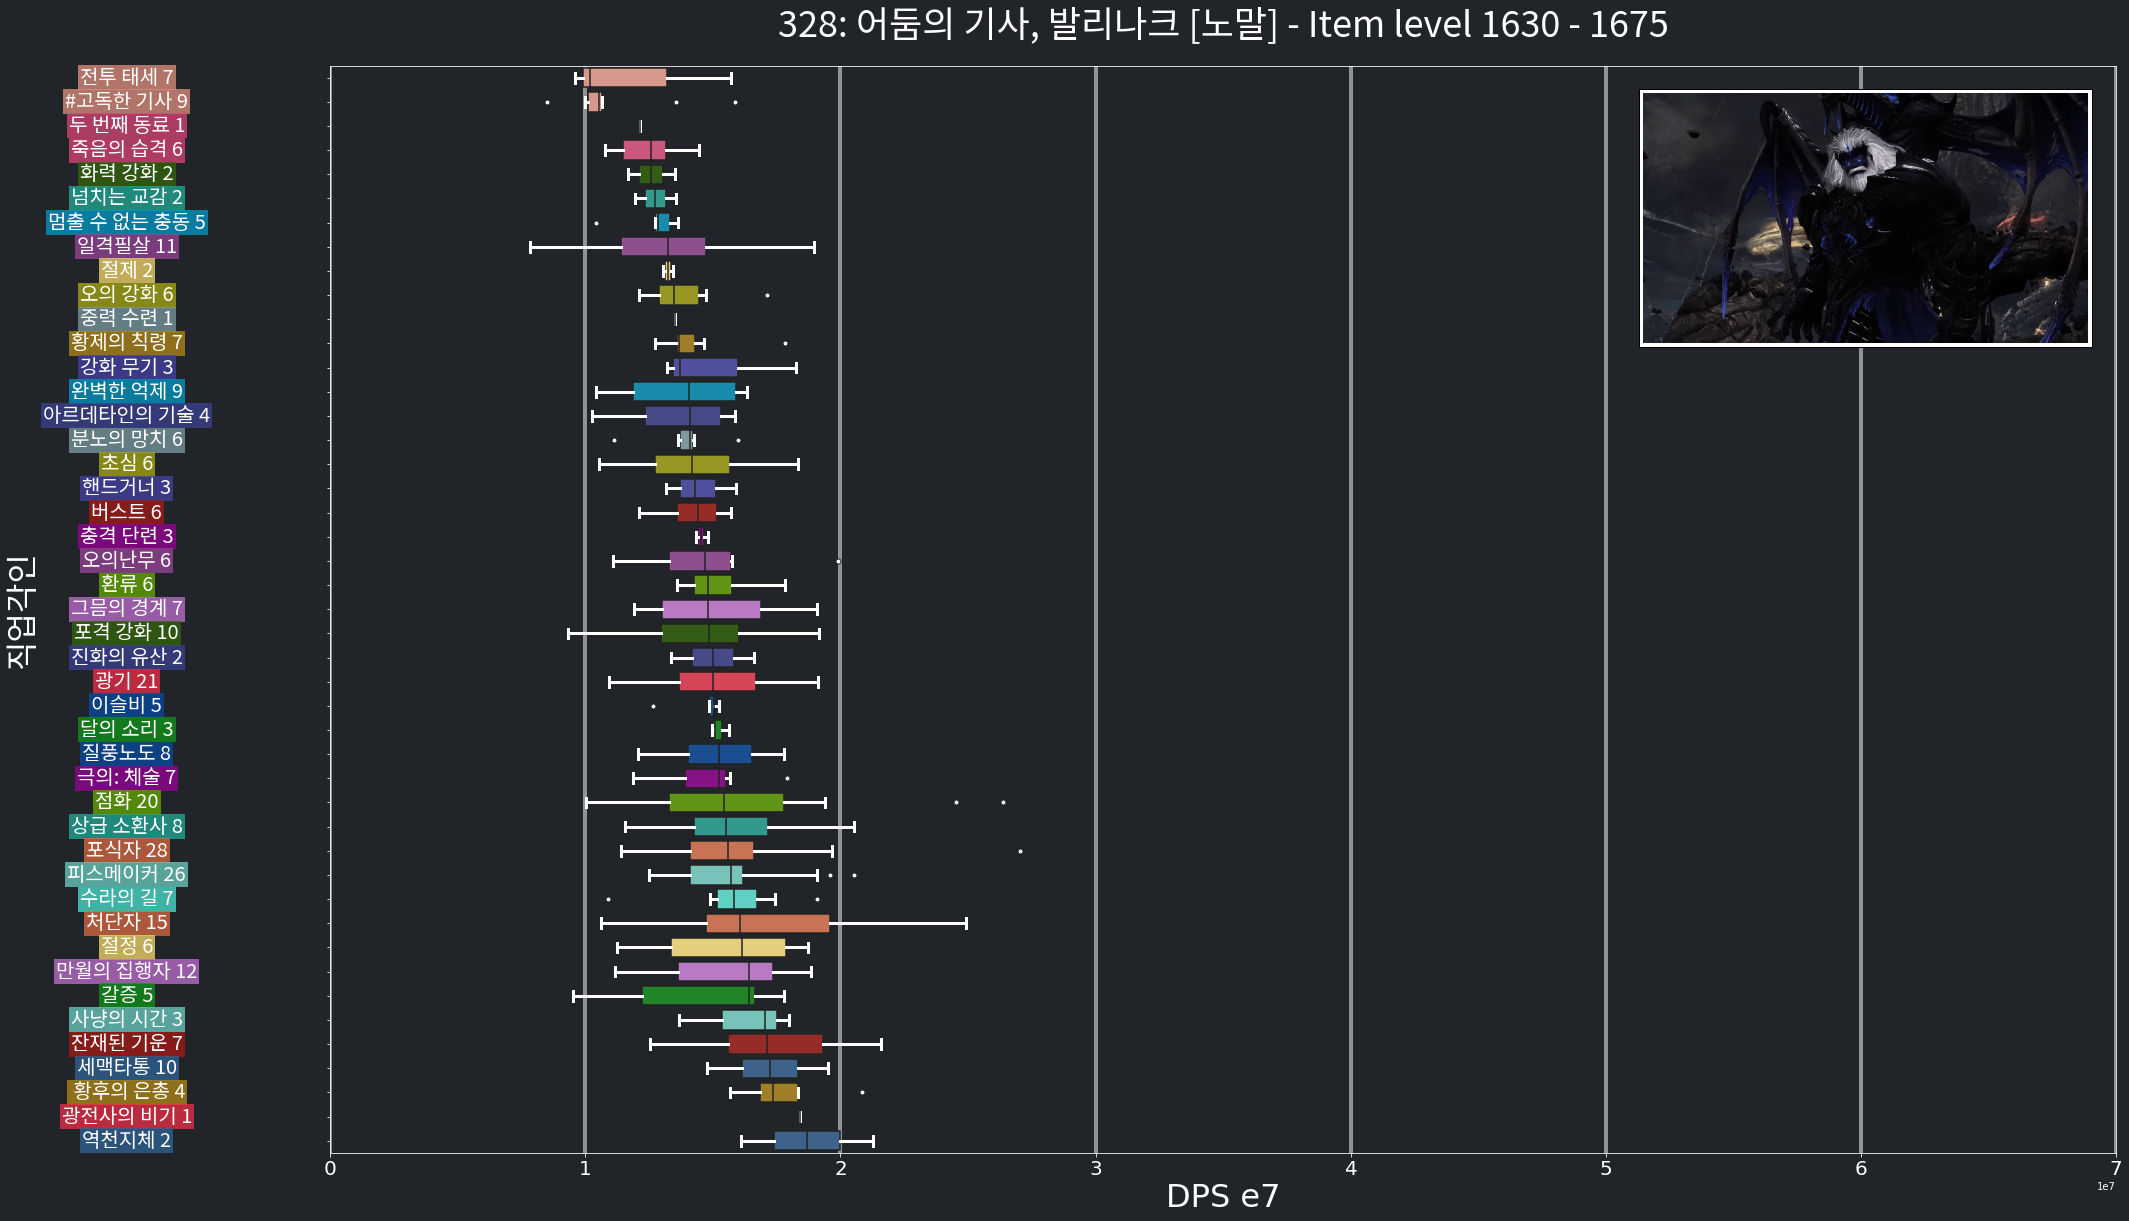 328: 어둠의 기사, 발리나크 [노말] - Item level 1630 - 1675
직업각인
전투 태세 7
#고독한 기사 9
두 번째 동료 1
죽음의 습격 6
화력 강화 2
넘치는 교감 2
멈출 수 없는 충동 5
일격필살 11
절제 2
오의 강화 6
중력 수련 1
황제의 칙령 7
강화 무기 3
완벽한 억제 9
아르데타인의 기술 4
분노의 망치 6
초심 6
핸드거너 3
버스트 6
충격 단련 3
오의난무 6
환류 6
그믐의 경계 7
포격 강화 10
진화의 유산 2
광기 21
이슬비 5
달의 소리 3
질풍노도 8
극의: 체술 7
점화 20
상급 소환사 8
포식자 28
피스메이커 26
수라의 길 7
처단자 15
절정 6
만월의 집행자 12
갈증 5
사냥의 시간 3
잔재된 기운 7
세맥타통 10
황후의 은총 4
광전사의 비기 1
역천지체 2
0 1 2 3 4 5 6 7
1e7
DPS e7